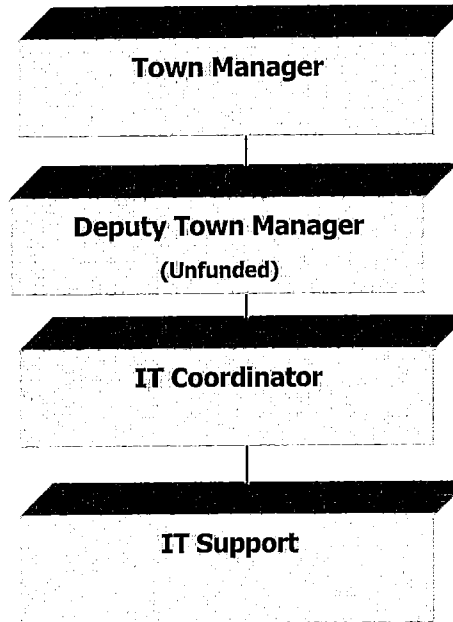 Town Manager
Deputy Town Manager
(Unfunded)
IT Coordinator
IT Support